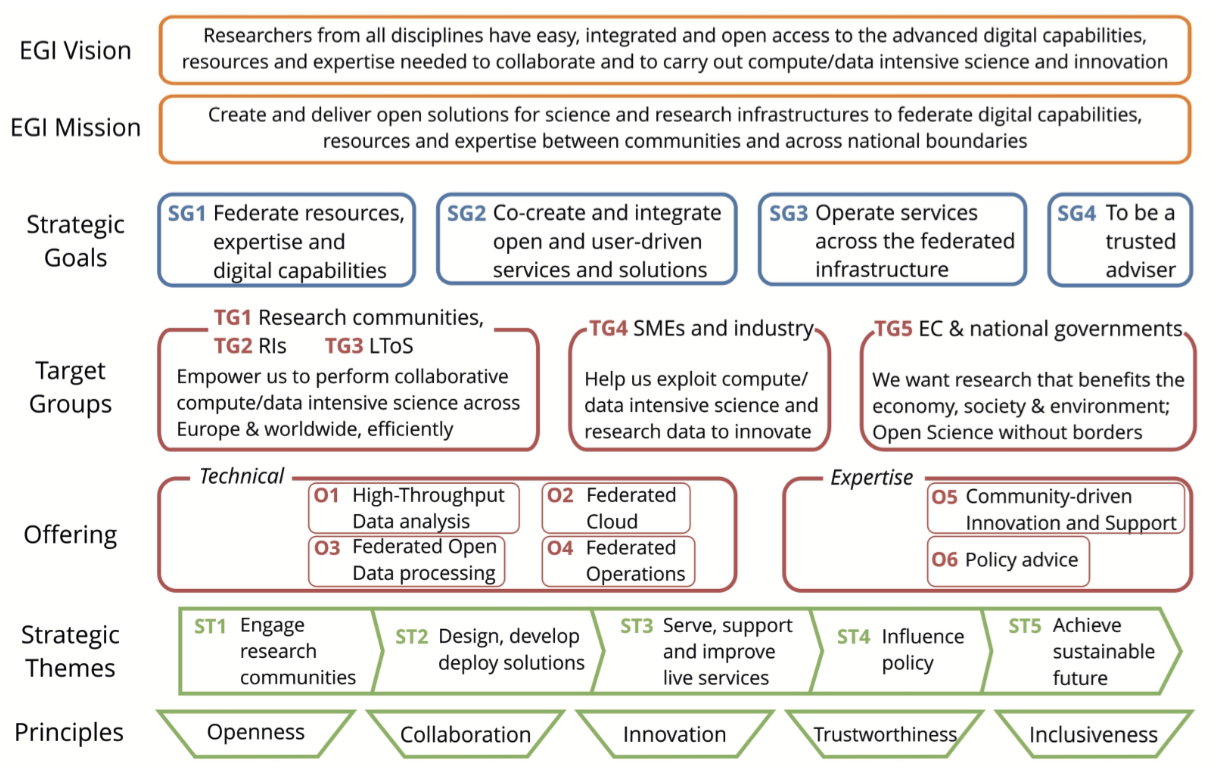 EGI Vision
Researchers from all disciplines have easy, integrated and open access to the advanced digital capabilities,
resources and expertise needed to collaborate and to carry out compute/data intensive science and innovation
EGI Mission
Create and deliver open solutions for science and research infrastructures to federate digital capabilities,
resources and expertise between communities and across national boundaries
Strategic
Goals
SG1 Federate resources,
expertise and
digital capabilities
SG2 Co-create and integrate
open and user-driven
services and solutions
SG3 Operate services
across the federated
infrastructure
SG4 To be a
trusted
adviser
Target
Groups
TG1 Research communities,
TG2 RIs TG3 LToS
Empower us to perform collaborative
compute/data intensive science across
Europe & worldwide, efficiently
TG4 SMEs and industry
Help us exploit compute/
data intensive science and
research data to innovate
TG5 EC & national governments
We want research that benefits the
economy, society & environment;
Open Science without borders
Offering
Technical
O1 High-Throughput
Data analysis
O2 Federated
Cloud
O3 Federated Open
Data processing
O4 Federated
Operations
Expertise
O5 Community-driven
Innovation and Support
O6 Policy advice
Strategic
Themes
ST1 Engage
research
communities
ST2 Design, develop
deploy solutions
ST3 Serve, support
and improve
live services
ST4 Influence
policy
ST5 Achieve
sustainable
future
Principles
Openness
Collaboration
Innovation
Trustworthiness
Inclusiveness